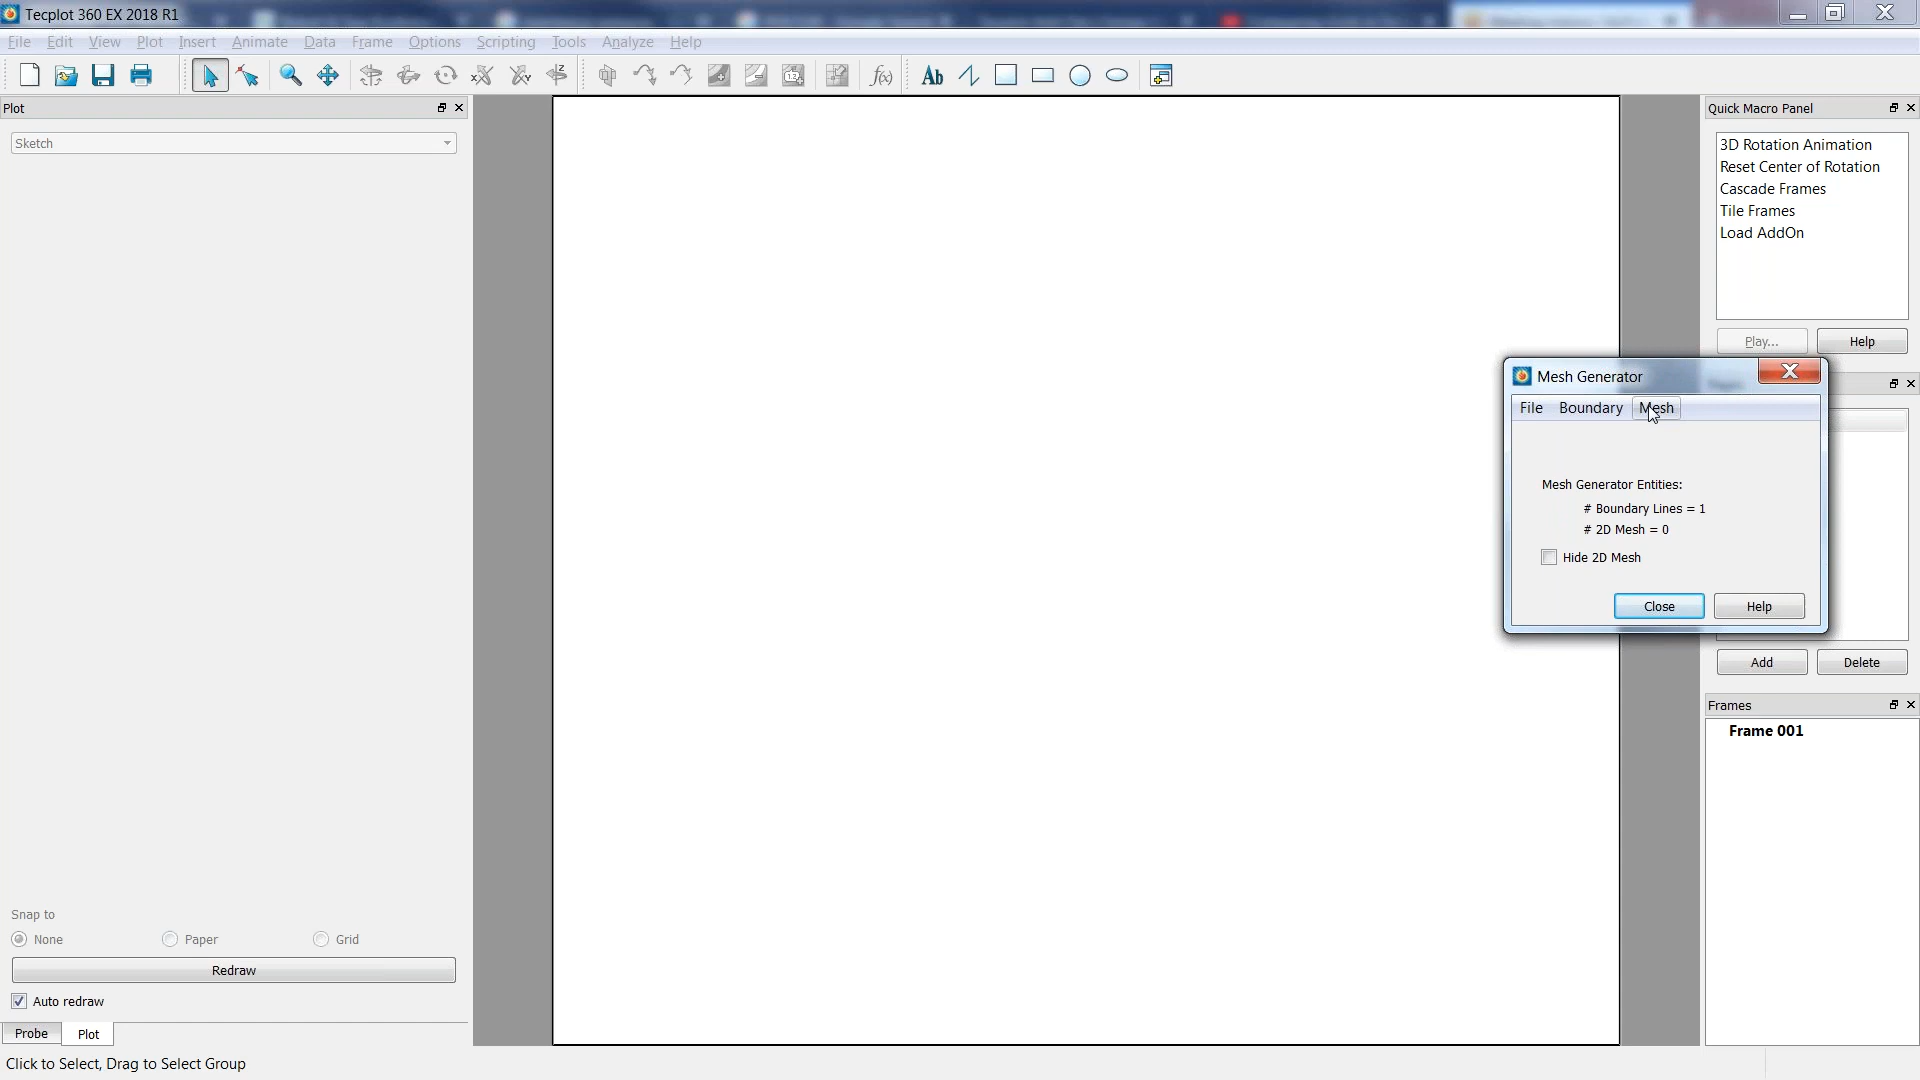 Tecplot 360 EX 2018 R1
File Edit View Plot Insert Animate Data Frame Options Scripting Tools Analyze Help
Ab
f(x)
Plot
Sketch
Snap to
None Paper Grid
Redraw
Auto redraw
Probe Plot
Click to Select, Drag to Select Group
Quick Macro Panel
3D Rotation Animation
Reset Center of Rotation
Cascade Frames
Tile Frames
Load AddOn
Play... Help
Mesh Generator
File Boundary Mesh
Mesh Generator Entities:
# Boundary Lines = 1
# 2D Mesh = 0
Hide 2D Mesh
Close Help
Add Delete
Frames
Frame 001